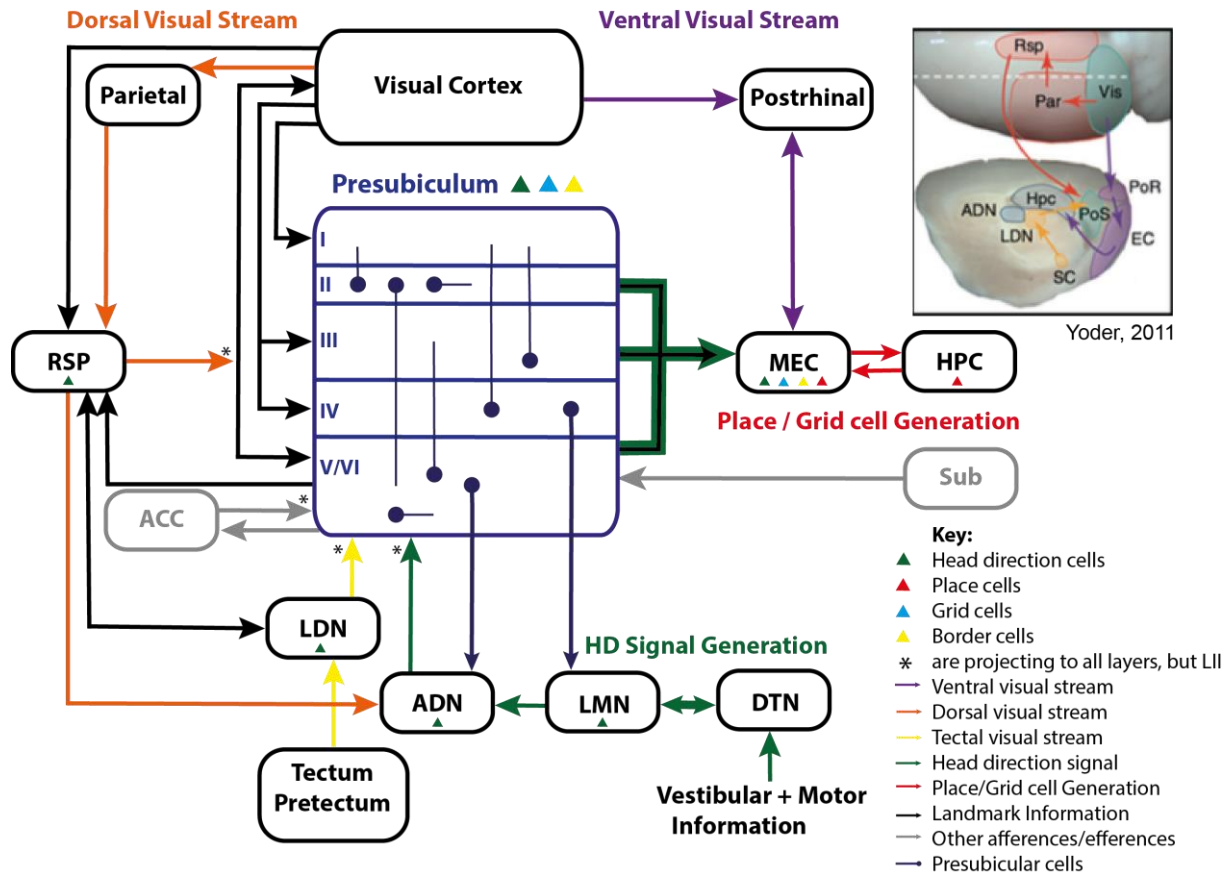 Dorsal Visual Stream
Ventral Visual Stream
Visual Cortex
Parietal
Postrhinal
Rsp
Par
Vis
PoR
Hpc
ADN
PoS
LDN
EC
SC
Yoder, 2011
Presubiculum
I
II
III
IV
V/VI
RSP
*
MEC
HPC
Place / Grid cell Generation
ACC
*
Sub
*
*
LDN
HD Signal Generation
ADN
LMN
DTN
Tectum
Pretectum
Vestibular + Motor
Information
Key:
Head direction cells
Place cells
Grid cells
Border cells
* are projecting to all layers, but LII
Ventral visual stream
Dorsal visual stream
Tectal visual stream
Head direction signal
Place/Grid cell Generation
Landmark Information
Other afferences/efferences
Presubicular cells